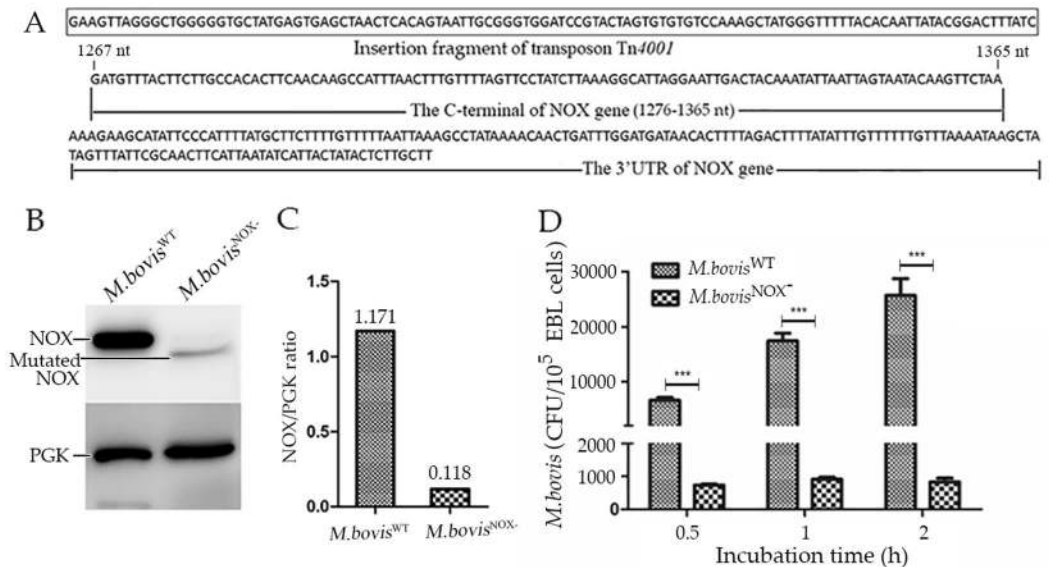 A
GAAGTTAGGGCTGGGGGTGCTATGAGTGAGCTAACTCACAGTAATTGCGGGTGGATCCGTACTAGTGTGTGTCCAAAGCTATGGGTTTTTACACAATTATACGGACTTTATC
1267 nt
Insertion fragment of transposon Tn4001
1365 nt
GATGTTTACTTCTTGCCACACTTCAACAAGCCATTTAACTTTGTTTTAGTTCCTATCTTAAAGGCATTAGGAATTGACTACAAATATTAATTAGTAATACAAGTTCTAA
The C-terminal of NOX gene (1276-1365 nt)
AAAGAAGCATATTCCCATTTTATGCTTCTTTTGTTTTTAATTAAAGCCTATAAAACAACTGATTTGGATGATAACACTTTTAGACTTTTATATTTGTTTTTTGTTTAAAATAAGCTA
TAGTTTATTCGCAACTTCATTAATATCATTACTATACTCTTGCTT
The 3'UTR of NOX gene
B
M.bovisWT
M.bovisNOX-
NOX
Mutated
NOX
PGK
C
NOX/PGK ratio
1.5
1.0
0.5
0.0
1.171
0.118
M.bovisWT
M.bovisNOX-
D
M.bovis (CFU/10⁵ EBL cells)
30000
20000
10000
2000
1000
0
M.bovisWT
M.bovisNOX-
***
***
***
0.5
1
2
Incubation time (h)